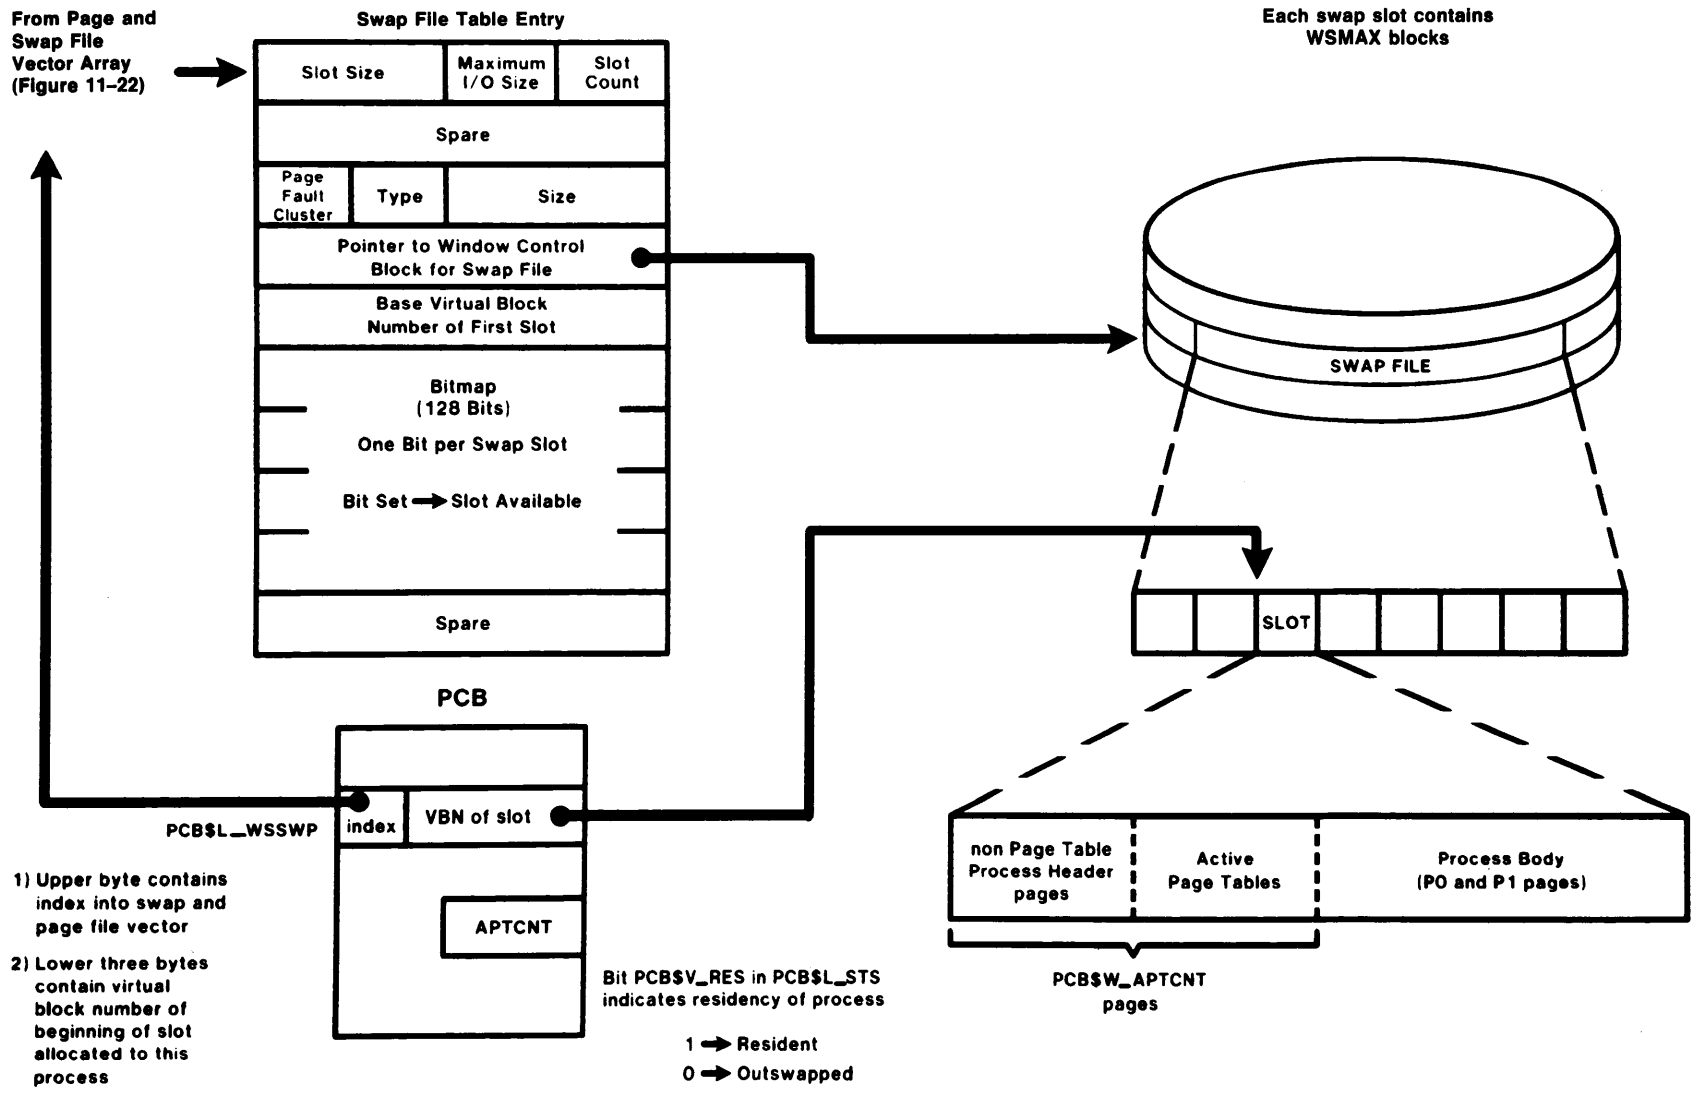 From Page and
Swap File
Vector Array
(Figure 11–22)
Swap File Table Entry
Slot Size
Maximum
I/O Size
Slot
Count
Spare
Page
Fault
Cluster
Type
Size
Pointer to Window Control
Block for Swap File
Base Virtual Block
Number of First Slot
Bitmap
(128 Bits)
One Bit per Swap Slot
Bit Set → Slot Available
Spare
Each swap slot contains
WSMAX blocks
SWAP FILE
SLOT
non Page Table
Process Header
pages
Active
Page Tables
Process Body
(P0 and P1 pages)
PCB$W_APTCNT
pages
PCB
index
VBN of slot
PCB$L_WSSWP
APTCNT
1) Upper byte contains
index into swap and
page file vector
2) Lower three bytes
contain virtual
block number of
beginning of slot
allocated to this
process
Bit PCB$V_RES in PCB$L_STS
indicates residency of process
1 → Resident
0 → Outswapped